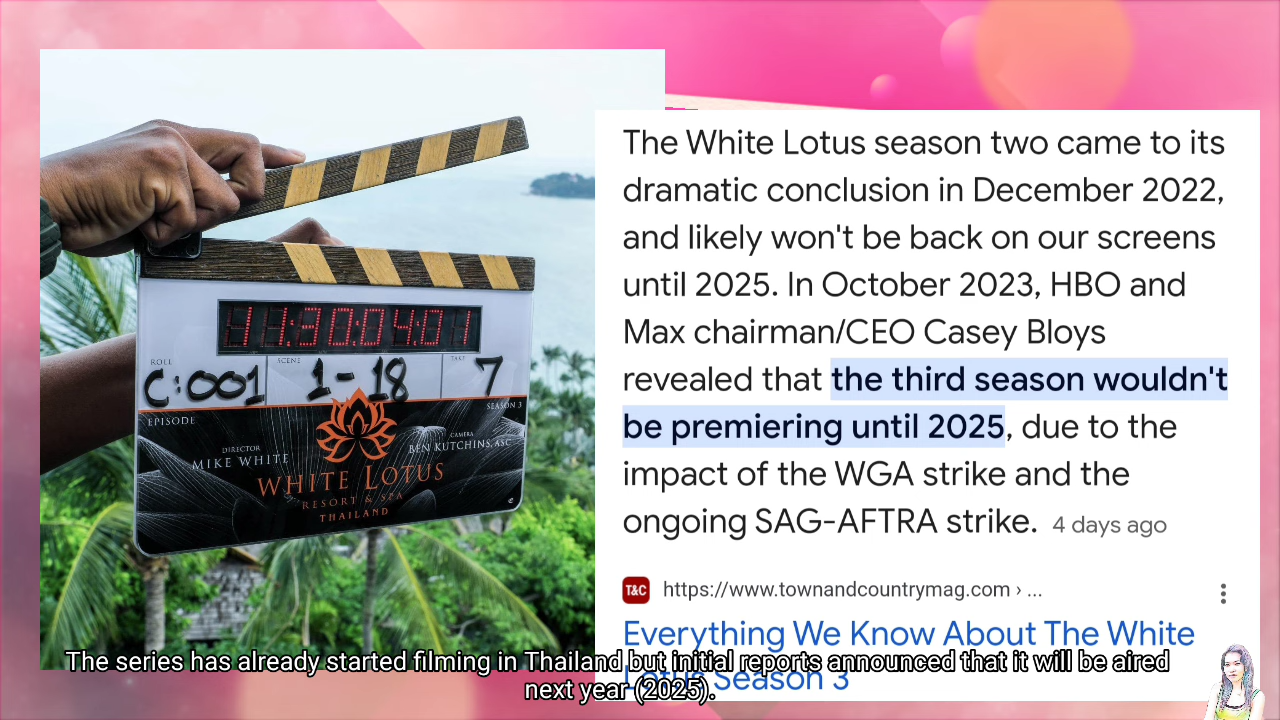 11:30:04:01
ROLL
SCENE
TAKE
C:001
1-18
7
SEASON 3
EPISODE
DIRECTOR
MIKE WHITE
CAMERA
BEN KUTCHINS, ASC
WHITE LOTUS
RESORT & SPA
THAILAND
The White Lotus season two came to its
dramatic conclusion in December 2022,
and likely won't be back on our screens
until 2025. In October 2023, HBO and
Max chairman/CEO Casey Bloys
revealed that the third season wouldn't
be premiering until 2025, due to the
impact of the WGA strike and the
ongoing SAG-AFTRA strike. 4 days ago
T&C
https://www.townandcountrymag.com › ...
Everything We Know About The White
Lotus Season 3
The series has already started filming in Thailand but initial reports announced that it will be aired
next year (2025).